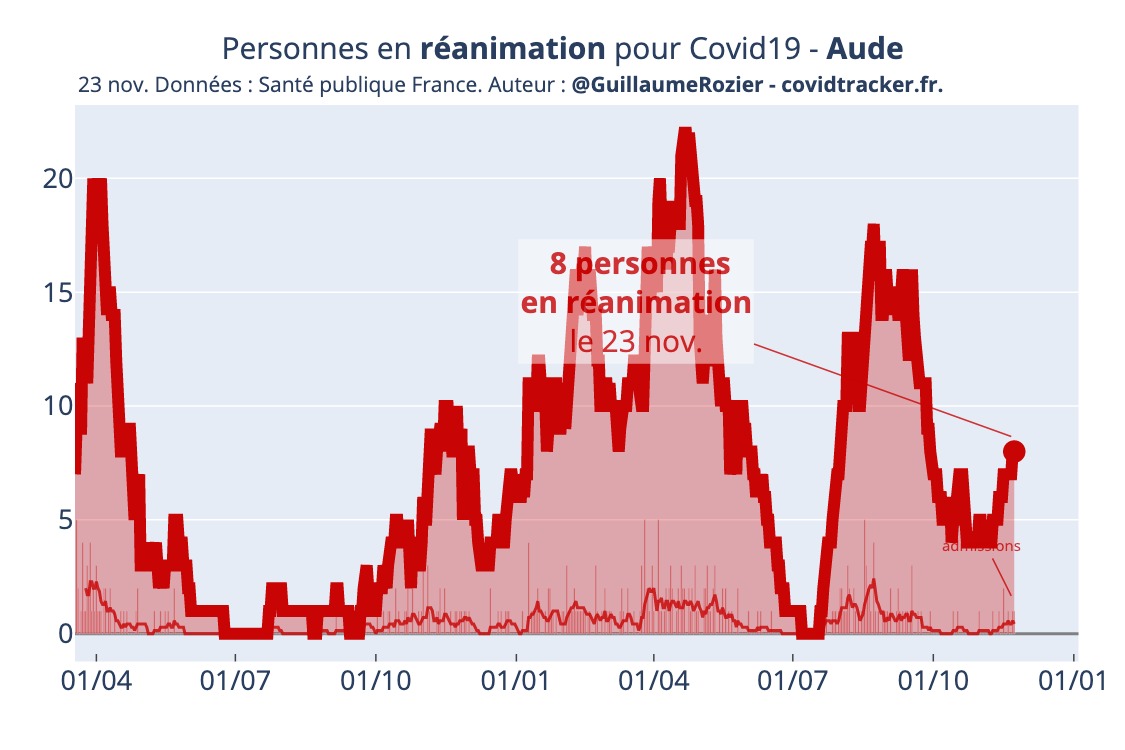 Personnes en réanimation pour Covid19 - Aude
23 nov. Données : Santé publique France. Auteur : @GuillaumeRozier - covidtracker.fr.
20
15
10
5
0
8 personnes
en réanimation
le 23 nov.
admissions
01/04 01/07 01/10 01/01 01/04 01/07 01/10 01/01